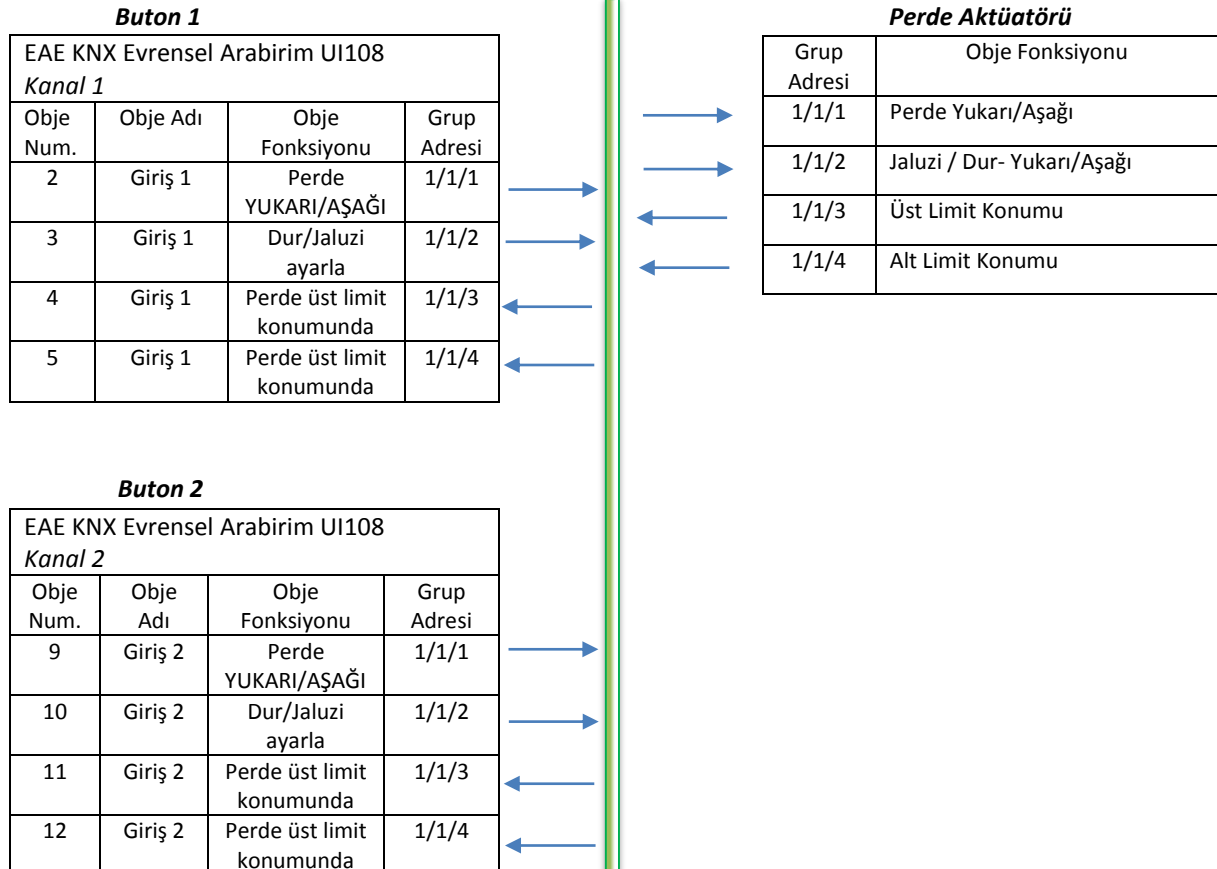 Buton 1
EAE KNX Evrensel Arabirim UI108
Kanal 1
Obje Num. Obje Adı Obje Fonksiyonu Grup Adresi
2 Giriş 1 Perde YUKARI/AŞAĞI 1/1/1
3 Giriş 1 Dur/Jaluzi ayarla 1/1/2
4 Giriş 1 Perde üst limit konumunda 1/1/3
5 Giriş 1 Perde üst limit konumunda 1/1/4
Buton 2
EAE KNX Evrensel Arabirim UI108
Kanal 2
Obje Num. Obje Adı Obje Fonksiyonu Grup Adresi
9 Giriş 2 Perde YUKARI/AŞAĞI 1/1/1
10 Giriş 2 Dur/Jaluzi ayarla 1/1/2
11 Giriş 2 Perde üst limit konumunda 1/1/3
12 Giriş 2 Perde üst limit konumunda 1/1/4
Perde Aktüatörü
Grup Adresi Obje Fonksiyonu
1/1/1 Perde Yukarı/Aşağı
1/1/2 Jaluzi / Dur- Yukarı/Aşağı
1/1/3 Üst Limit Konumu
1/1/4 Alt Limit Konumu